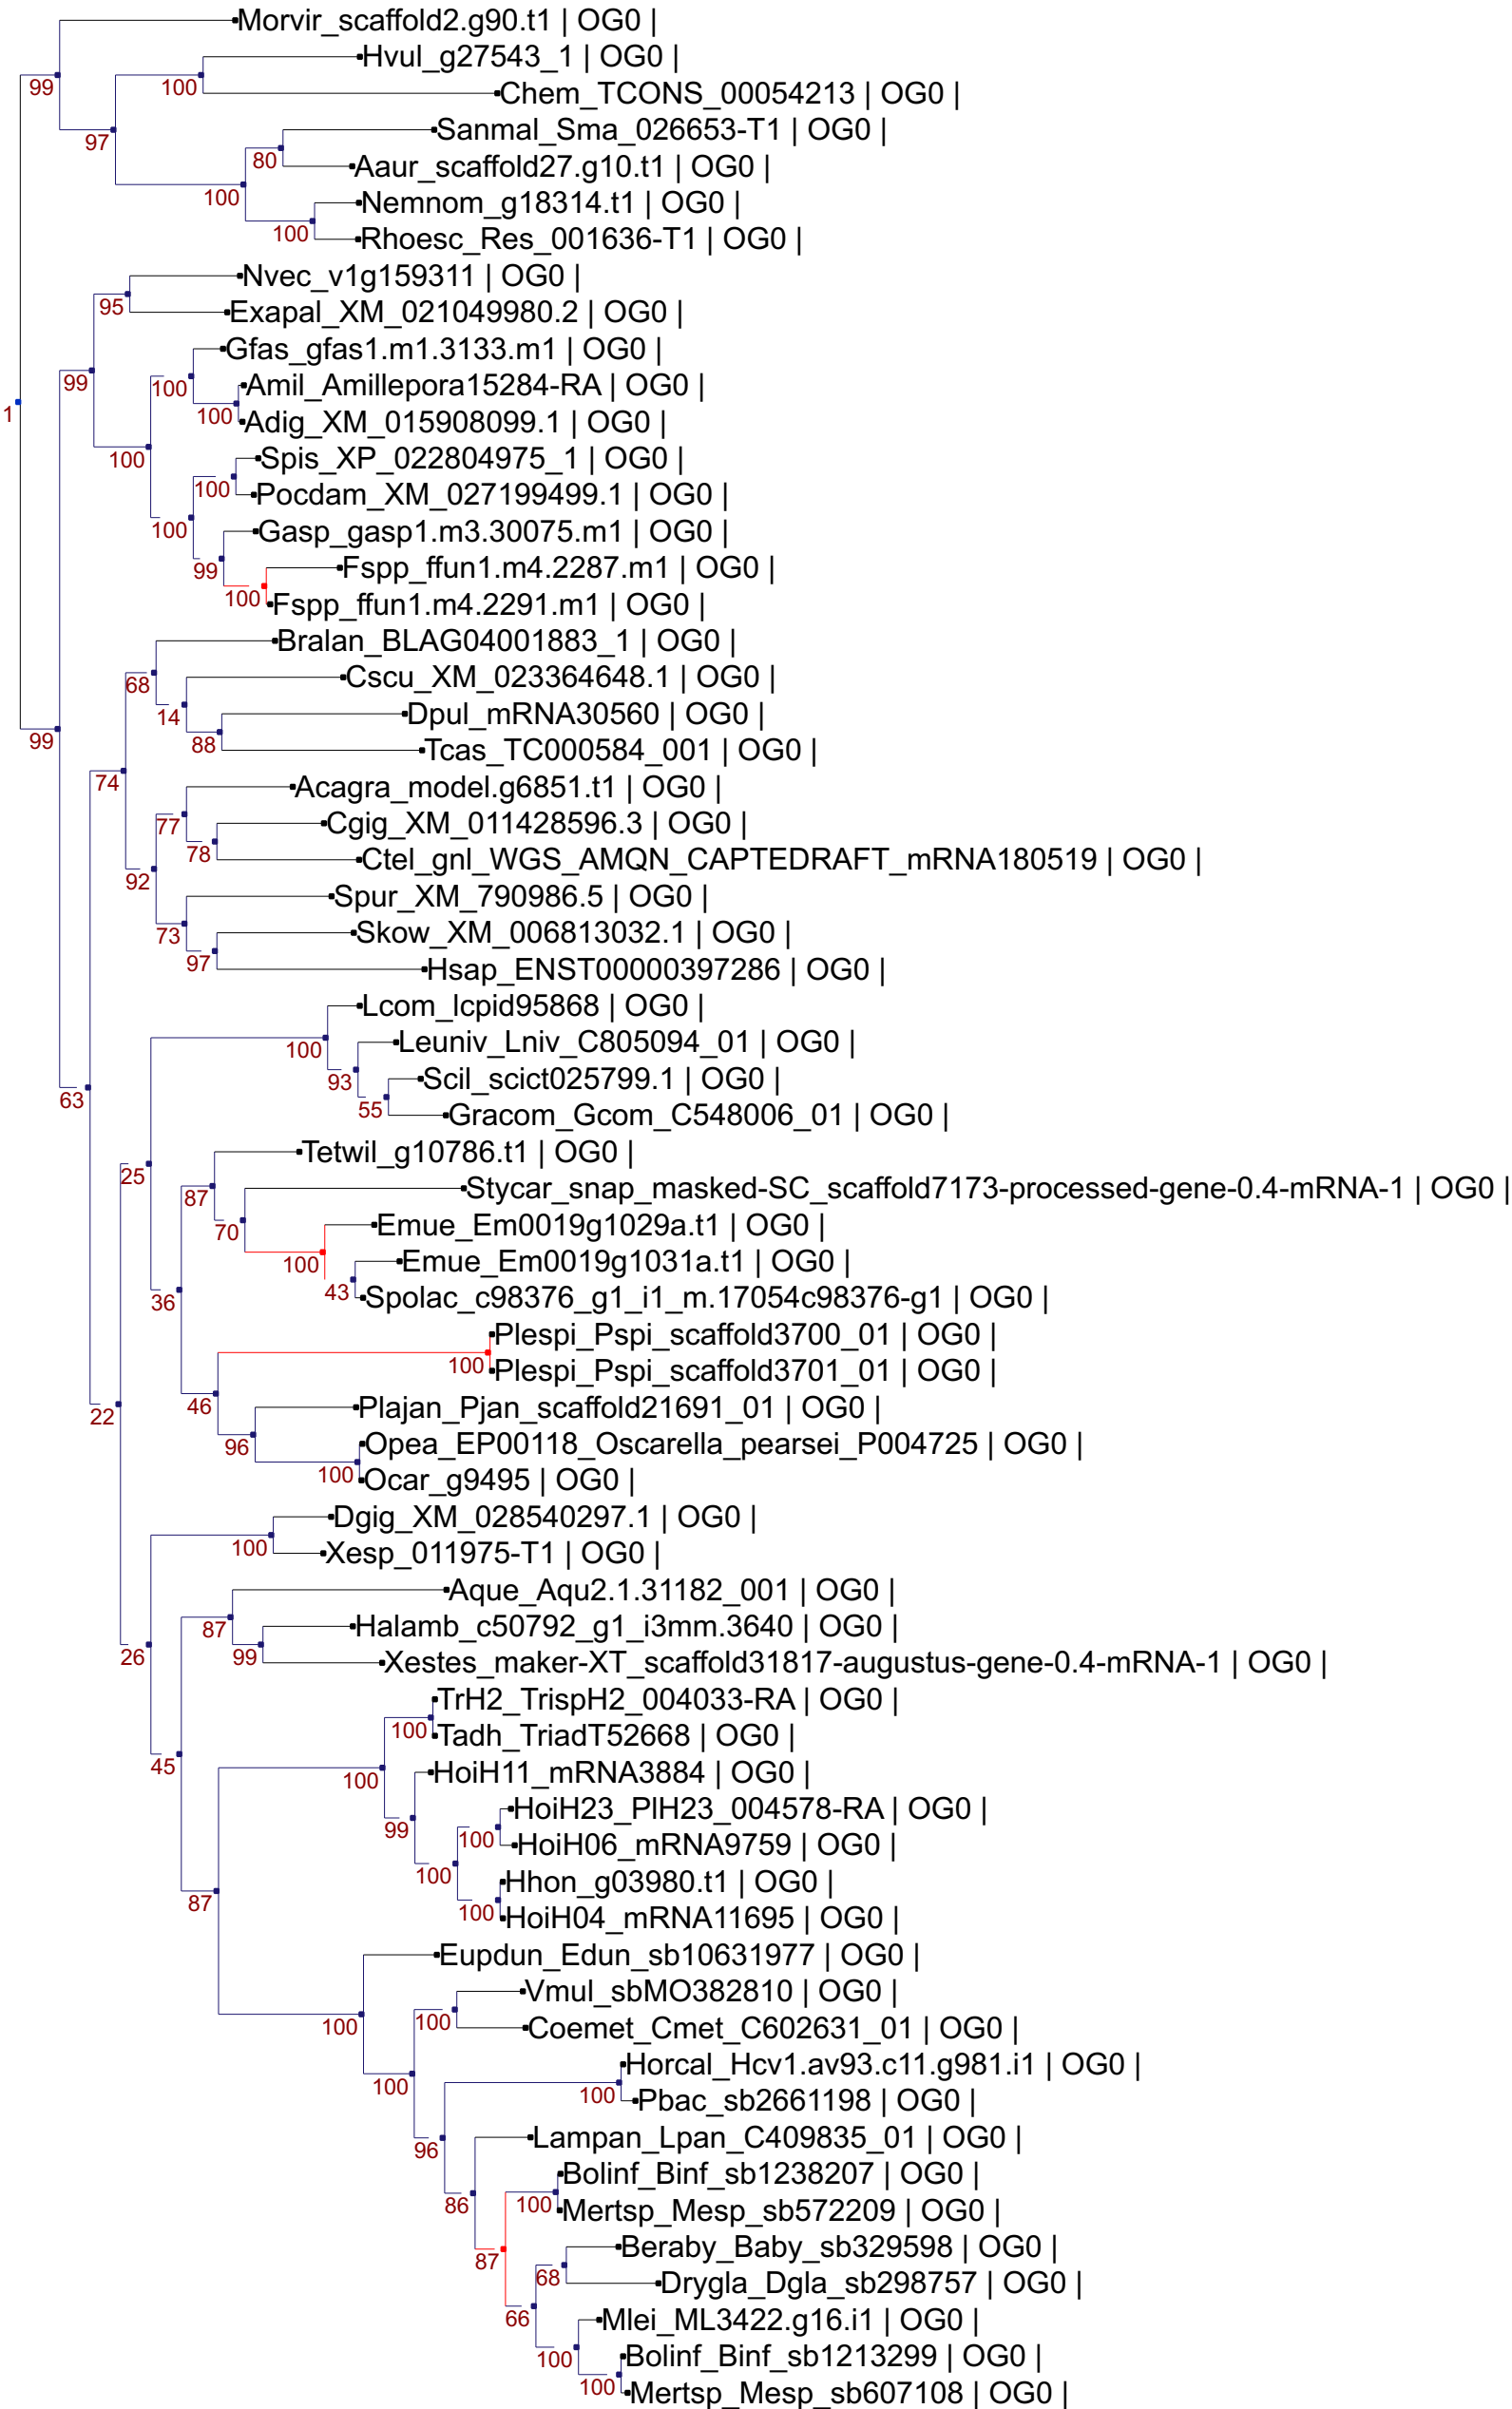 Morvir_scaffold2.g90.t1 | OG0 |
Hvul_g27543_1 | OG0 |
99
100
Chem_TCONS_00054213 | OG0 |
Sanmal_Sma_026653-T1 | OG0 |
97
80
Aaur_scaffold27.g10.t1 | OG0 |
100
Nemnom_g18314.t1 | OG0 |
100
Rhoesc_Res_001636-T1 | OG0 |
Nvec_v1g159311 | OG0 |
95
Exapal_XM_021049980.2 | OG0 |
Gfas_gfas1.m1.3133.m1 | OG0 |
99
100
Amil_Amillepora15284-RA | OG0 |
1
100
Adig_XM_015908099.1 | OG0 |
100
Spis_XP_022804975_1 | OG0 |
100
Pocdam_XM_027199499.1 | OG0 |
100
Gasp_gasp1.m3.30075.m1 | OG0 |
99
Fspp_ffun1.m4.2287.m1 | OG0 |
100
Fspp_ffun1.m4.2291.m1 | OG0 |
Bralan_BLAG04001883_1 | OG0 |
68
Cscu_XM_023364648.1 | OG0 |
14
Dpul_mRNA30560 | OG0 |
99
88
Tcas_TC000584_001 | OG0 |
74
Acagra_model.g6851.t1 | OG0 |
77
Cgig_XM_011428596.3 | OG0 |
78
Ctel_gnl_WGS_AMQN_CAPTEDRAFT_mRNA180519 | OG0 |
92
Spur_XM_790986.5 | OG0 |
73
Skow_XM_006813032.1 | OG0 |
97
Hsap_ENST00000397286 | OG0 |
Lcom_lcpid95868 | OG0 |
100
Leuniv_Lniv_C805094_01 | OG0 |
93
Scil_scict025799.1 | OG0 |
63
55
Gracom_Gcom_C548006_01 | OG0 |
Tetwil_g10786.t1 | OG0 |
25
87
Stycar_snap_masked-SC_scaffold7173-processed-gene-0.4-mRNA-1 | OG0 |
70
Emue_Em0019g1029a.t1 | OG0 |
100
Emue_Em0019g1031a.t1 | OG0 |
43
Spolac_c98376_g1_i1_m.17054c98376-g1 | OG0 |
36
Plespi_Pspi_scaffold3700_01 | OG0 |
100
Plespi_Pspi_scaffold3701_01 | OG0 |
46
Plajan_Pjan_scaffold21691_01 | OG0 |
22
96
Opea_EP00118_Oscarella_pearsei_P004725 | OG0 |
100
Ocar_g9495 | OG0 |
Dgig_XM_028540297.1 | OG0 |
100
Xesp_011975-T1 | OG0 |
Aque_Aqu2.1.31182_001 | OG0 |
87
Halamb_c50792_g1_i3mm.3640 | OG0 |
26
99
Xestes_maker-XT_scaffold31817-augustus-gene-0.4-mRNA-1 | OG0 |
TrH2_TrispH2_004033-RA | OG0 |
100
Tadh_TriadT52668 | OG0 |
45
HoiH11_mRNA3884 | OG0 |
100
HoiH23_PlH23_004578-RA | OG0 |
99
100
HoiH06_mRNA9759 | OG0 |
100
Hhon_g03980.t1 | OG0 |
87
100
HoiH04_mRNA11695 | OG0 |
Eupdun_Edun_sb10631977 | OG0 |
Vmul_sbMO382810 | OG0 |
100
100
Coemet_Cmet_C602631_01 | OG0 |
Horcal_Hcv1.av93.c11.g981.i1 | OG0 |
100
100
Pbac_sb2661198 | OG0 |
Lampan_Lpan_C409835_01 | OG0 |
96
Bolinf_Binf_sb1238207 | OG0 |
86
100
Mertsp_Mesp_sb572209 | OG0 |
Beraby_Baby_sb329598 | OG0 |
87
68
Drygla_Dgla_sb298757 | OG0 |
66
Mlei_ML3422.g16.i1 | OG0 |
100
Bolinf_Binf_sb1213299 | OG0 |
100
Mertsp_Mesp_sb607108 | OG0 |